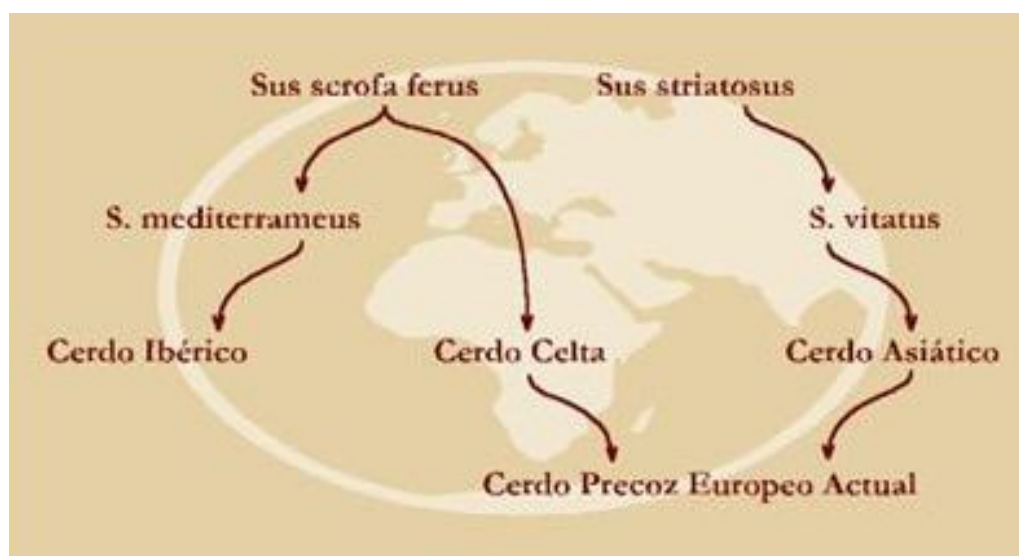 Sus scrofa ferus
Sus striatosus
S. mediterrameus
S. vitatus
Cerdo Ibérico
Cerdo Celta
Cerdo Asiático
Cerdo Precoz Europeo Actual